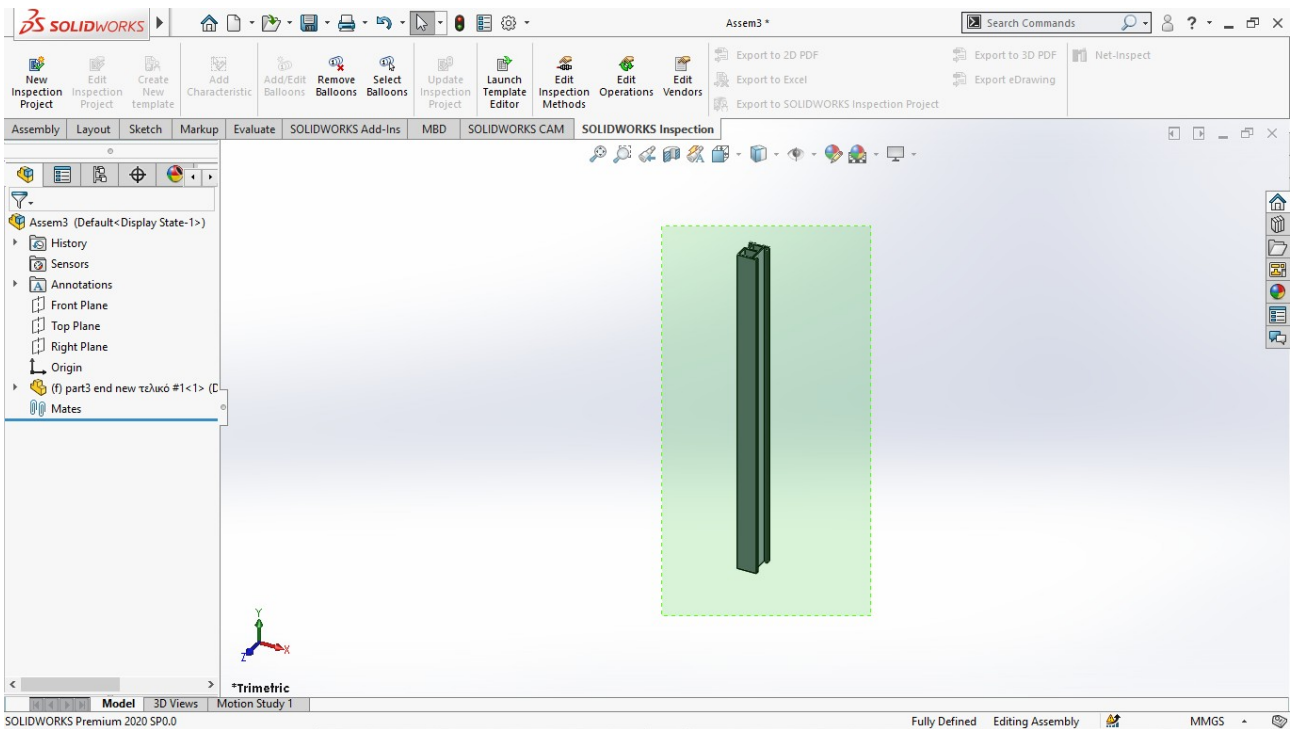 SOLIDWORKS
Assem3 *
Search Commands
?
New Inspection Project
Edit Inspection Project
Create New template
Add Characteristic
Add/Edit Balloons
Remove Balloons
Select Balloons
Update Inspection Project
Launch Template Editor
Edit Inspection Methods
Edit Operations
Edit Vendors
Export to 2D PDF
Export to Excel
Export to SOLIDWORKS Inspection Project
Export to 3D PDF
Export eDrawing
Net-Inspect
Assembly Layout Sketch Markup Evaluate SOLIDWORKS Add-Ins MBD SOLIDWORKS CAM SOLIDWORKS Inspection
Assem3 (Default<Display State-1>)
History
Sensors
Annotations
Front Plane
Top Plane
Right Plane
Origin
(f) part3 end new τελικό #1<1> (D
Mates
Y
X
Z
*Trimetric
Model 3D Views Motion Study 1
SOLIDWORKS Premium 2020 SP0.0
Fully Defined Editing Assembly MMGS